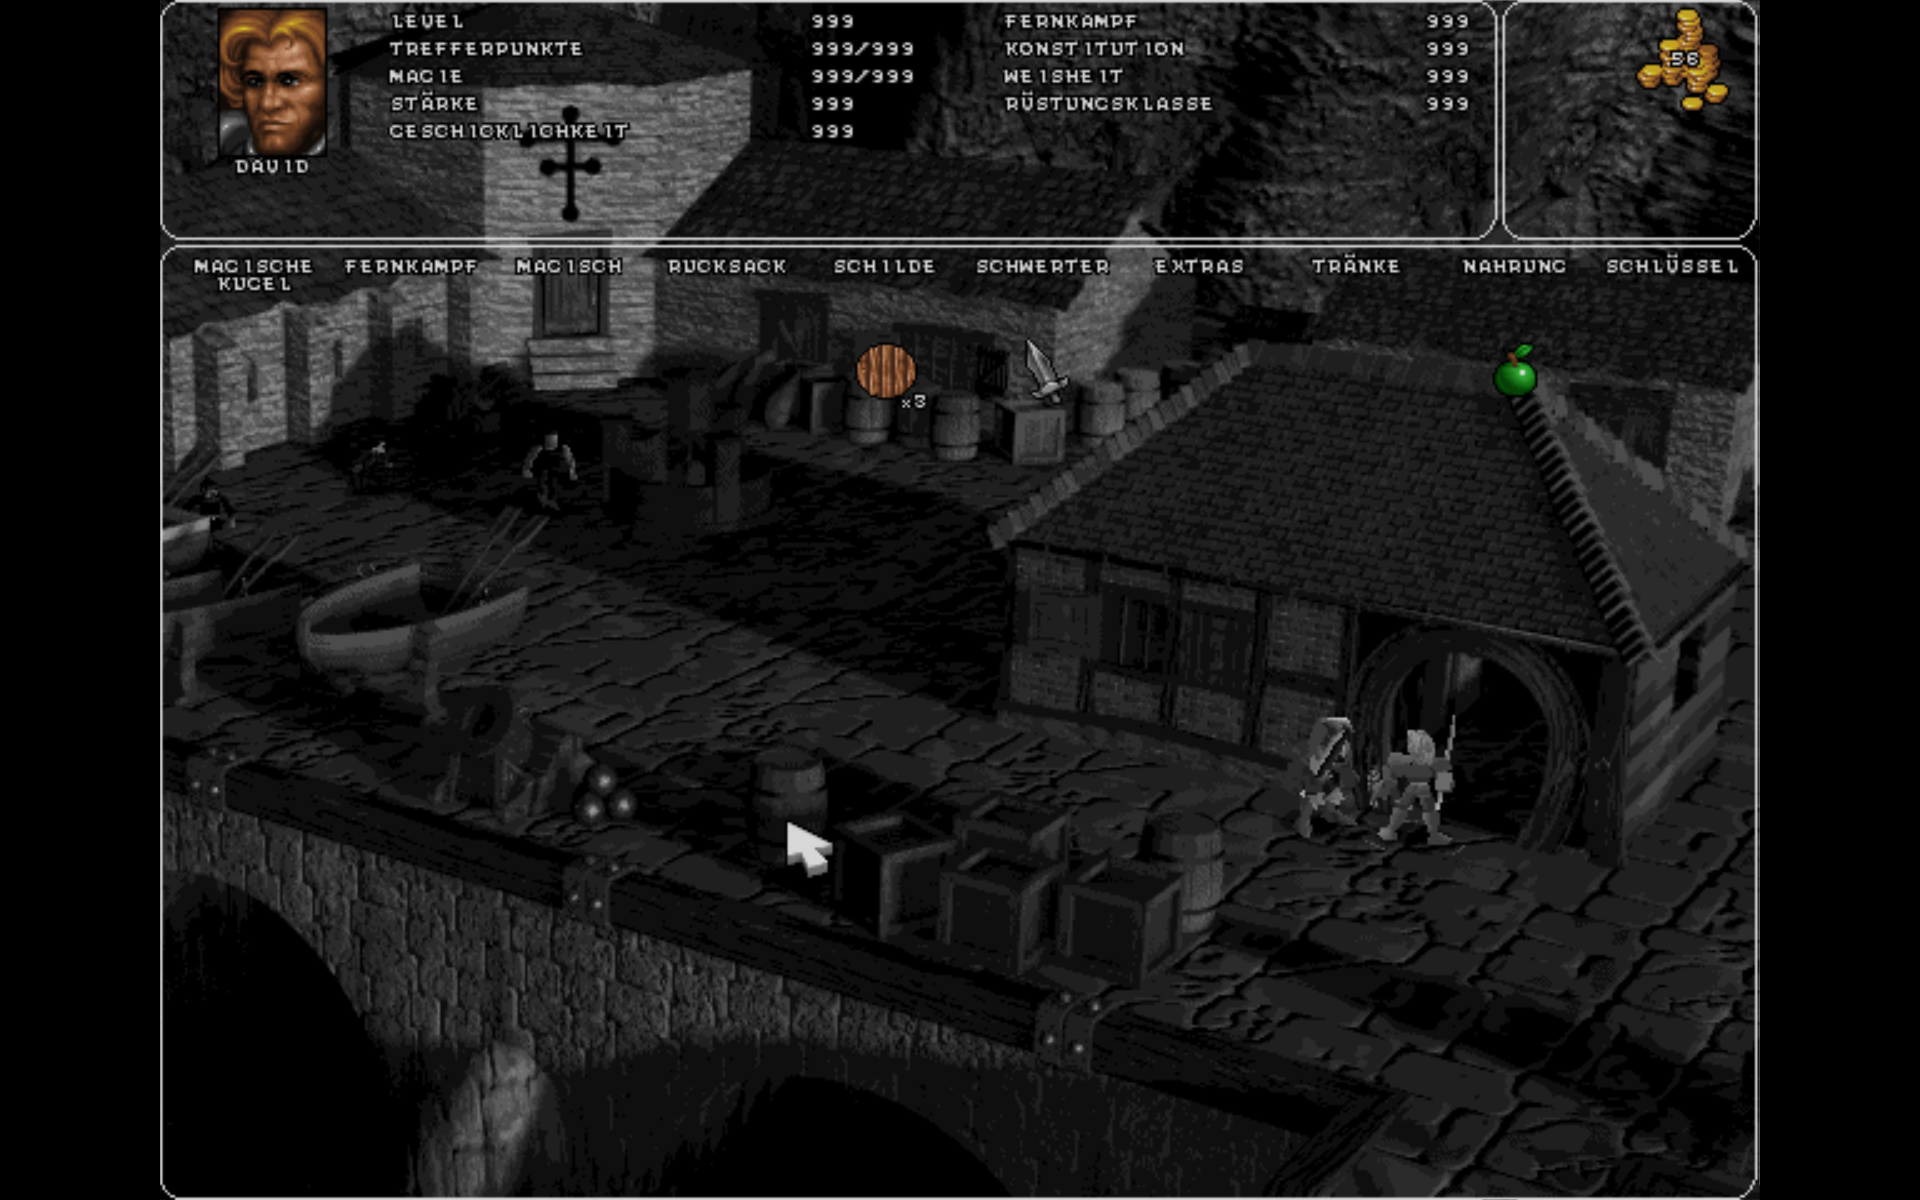 LEVEL 999 FERNKAMPF 999
TREFFERPUNKTE 999/999 KONSTITUTION 999
MAGIE 999/999 WEISHEIT 999
STÄRKE 999 RÜSTUNGSKLASSE 999
GESCHICKLICHKEIT 999
DAVID
56
MAGISCHE KUGEL
FERNKAMPF
MAGISCH
RUCKSACK
SCHILDE
SCHWERTER
EXTRAS
TRÄNKE
NAHRUNG
SCHLÜSSEL
x3